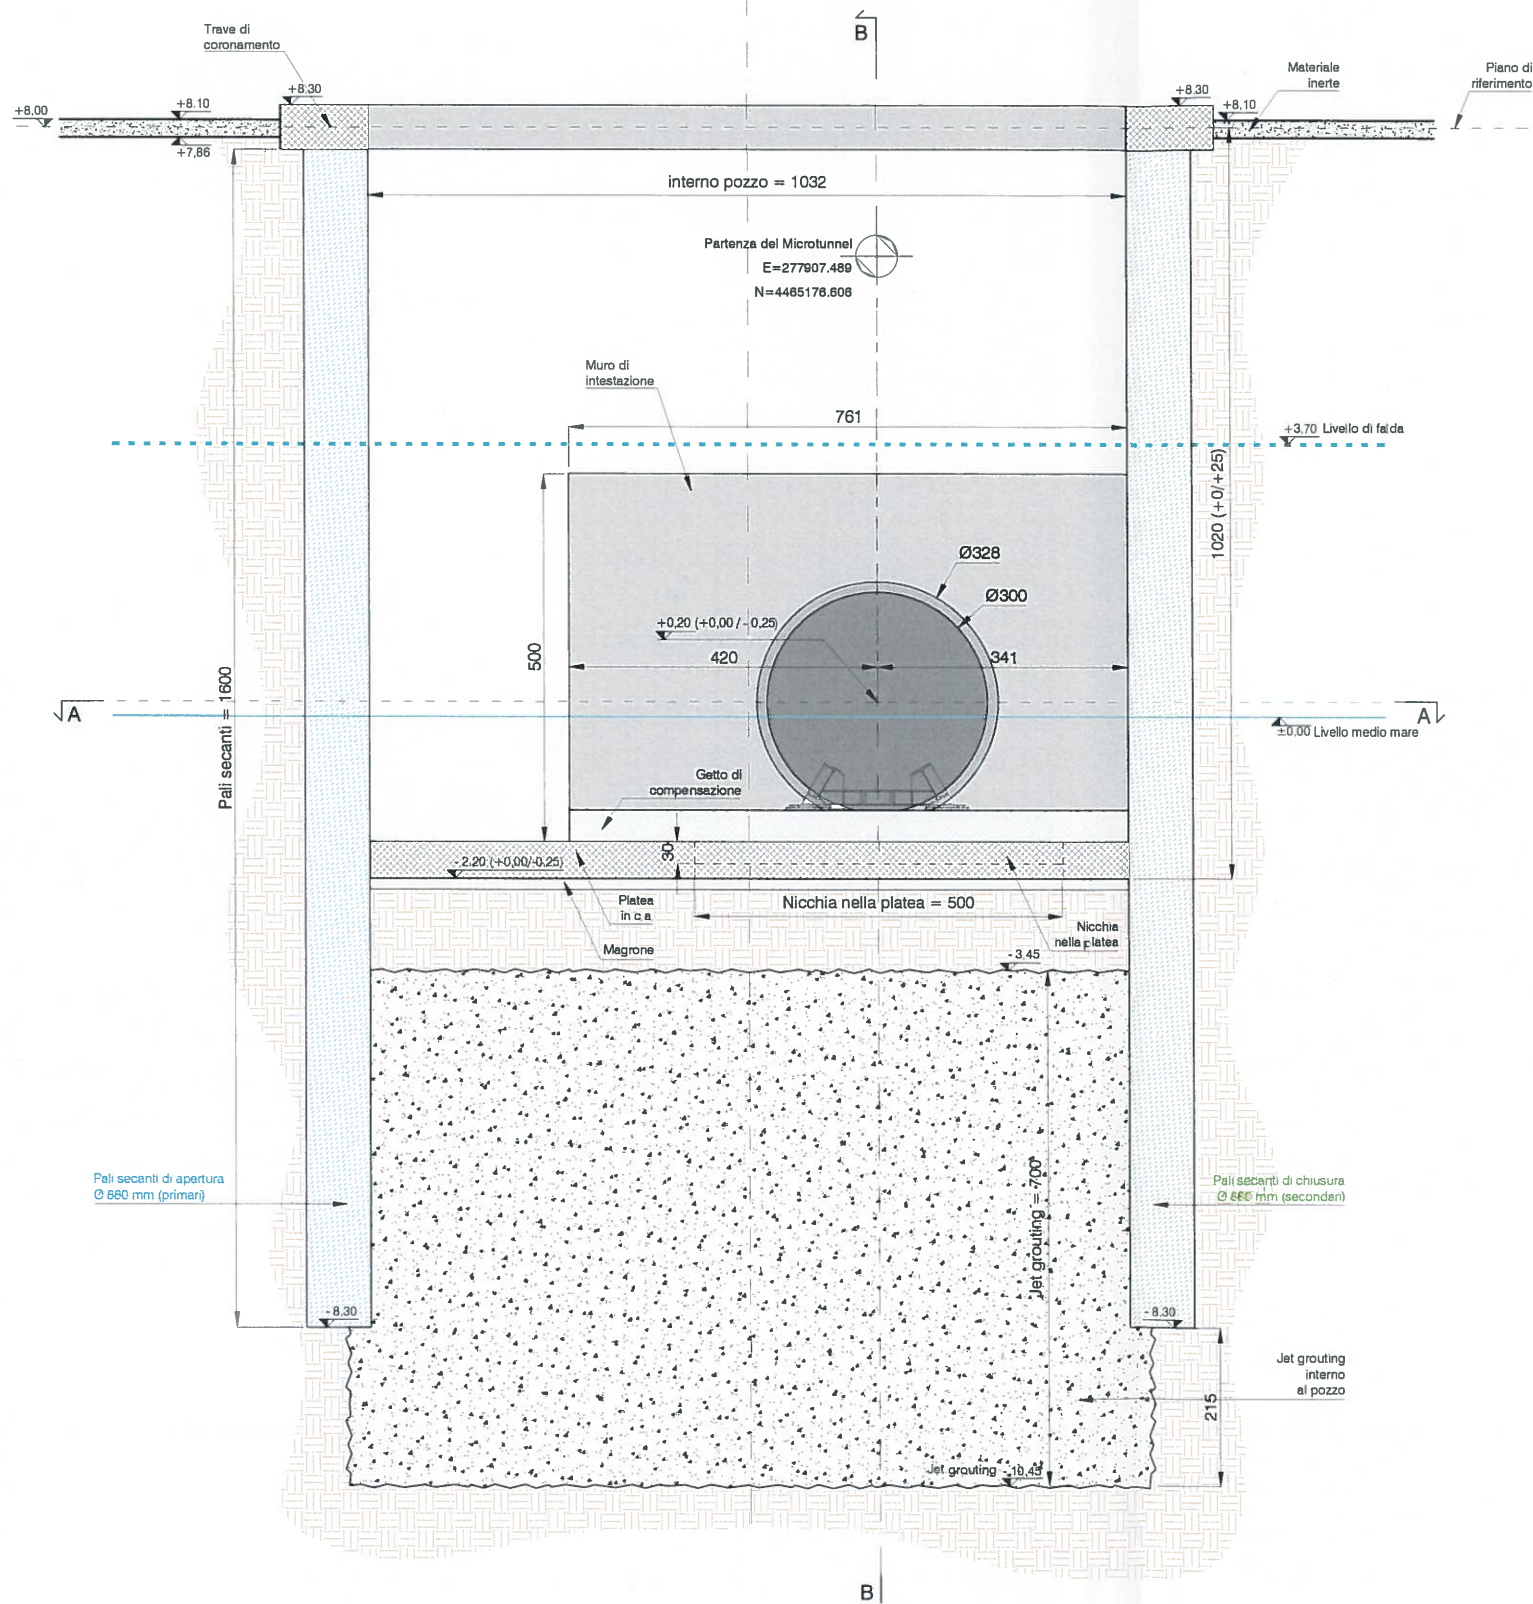 B
Trave di
coronamento
Materiale
inerte
Piano di
riferimento
+8.00
+8.10
+8.30
+8.30
+8.10
+7,86
interno pozzo = 1032
Partenza del Microtunnel
E=277907.489
N=4465176.606
Muro di
intestazione
761
+3.70 Livello di falda
1020 (+0/+25)
Ø328
Ø300
+0,20 (+0,00 / - 0,25)
500
420
341
Pali secanti = 1600
A
A
±0,00 Livello medio mare
Getto di
compensazione
30
- 2,20 (+0,00/-0,25)
Platea
in c a
Nicchia nella platea = 500
Nicchia
nella platea
Magrone
- 3,45
Jet grouting = 700
Pali secanti di apertura
Ø 880 mm (primari)
Pali secanti di chiusura
Ø 880 mm (secondari)
- 8.30
- 8.30
Jet grouting
interno
al pozzo
215
Jet grouting - 10,45
B